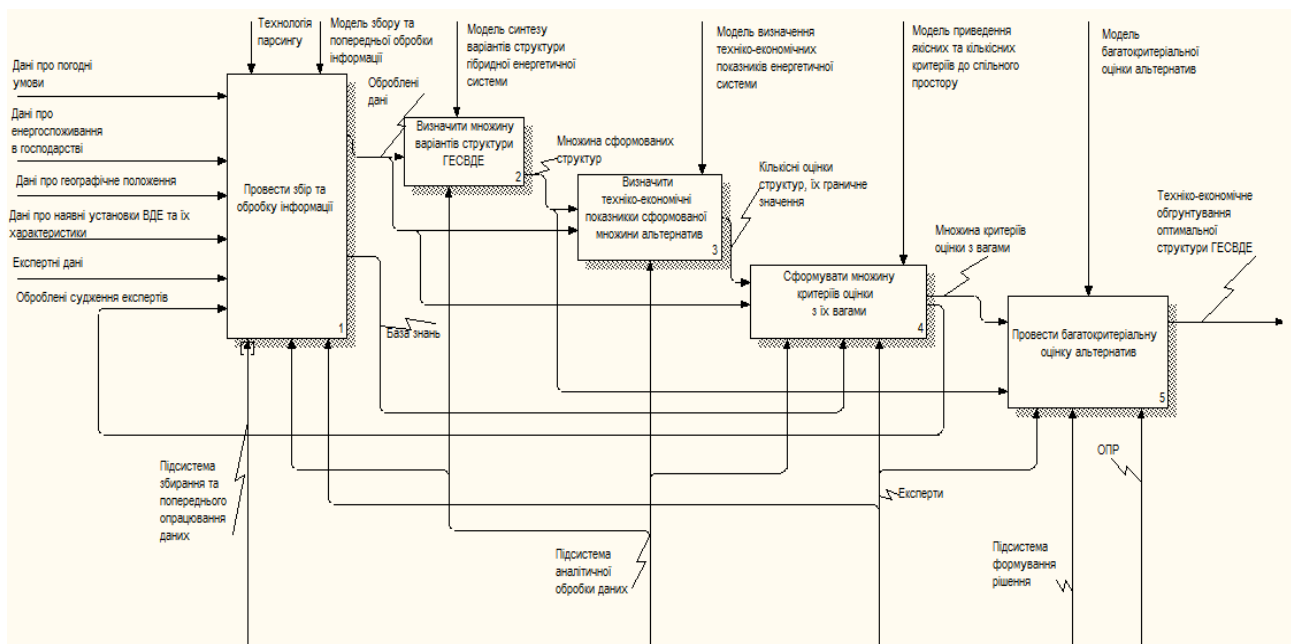 Технологія
парсингу
Модель збору та
попередньої обробки
інформації
Модель синтезу
варіантів структури
гібридної енергетичної
системи
Модель визначення
техніко-економічних
показників енергетичної
системи
Модель приведення
якісних та кількісних
критеріїв до спільного
простору
Модель
багатокритеріальної
оцінки альтернатив
Дані про погодні
умови
Дані про
енергоспоживання
в господарстві
Дані про географічне положення
Дані про наявні установки ВДЕ та їх
характеристики
Експертні дані
Оброблені судження експертів
Провести збір та
обробку інформації
1
Оброблені
дані
База знань
Визначити множину
варіантів структури
ГЕСВДЕ
2
Множина сформованих
структур
Визначити
техніко-економічні
показникки сформованої
множини альтернатив
3
Кількісні оцінки
структур, їх граничне
значення
Сформувати множину
критеріїв оцінки
з їх вагами
4
Множина критеріїв
оцінки з вагами
Провести багатокритеріальну
оцінку альтернатив
5
Техніко-економічне
обгрунтування
оптимальної
структури ГЕСВДЕ
Підсистема
збирання та
попереднього
опрацювання
даних
Підсистема
аналітичної
обробки даних
Експерти
Підсистема
формування
рішення
ОПР